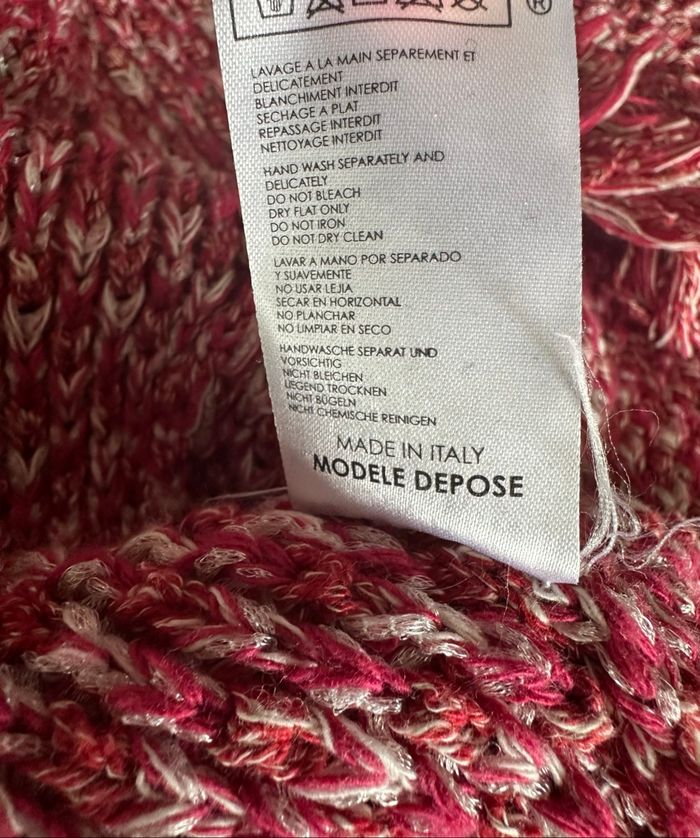 ®
LAVAGE A LA MAIN SEPAREMENT ET
DELICATEMENT
BLANCHIMENT INTERDIT
SECHAGE A PLAT
REPASSAGE INTERDIT
NETTOYAGE INTERDIT
HAND WASH SEPARATELY AND
DELICATELY
DO NOT BLEACH
DRY FLAT ONLY
DO NOT IRON
DO NOT DRY CLEAN
LAVAR A MANO POR SEPARADO
Y SUAVEMENTE
NO USAR LEJIA
SECAR EN HORIZONTAL
NO PLANCHAR
NO LIMPIAR EN SECO
HANDWASCHE SEPARAT UND
VORSICHTIG
NICHT BLEICHEN
LIEGEND TROCKNEN
NICHT BÜGELN
NICHT CHEMISCHE REINIGEN
MADE IN ITALY
MODELE DEPOSE